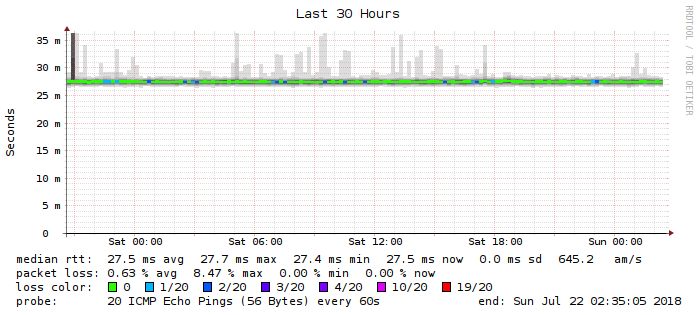 Last 30 Hours
RRDTOOL / TOBI OETIKER
Seconds
35 m
30 m
25 m
20 m
15 m
10 m
5 m
0
Sat 00:00 Sat 06:00 Sat 12:00 Sat 18:00 Sun 00:00
median rtt: 27.5 ms avg 27.7 ms max 27.4 ms min 27.5 ms now 0.0 ms sd 645.2 am/s
packet loss: 0.63 % avg 8.47 % max 0.00 % min 0.00 % now
loss color: 0 1/20 2/20 3/20 4/20 10/20 19/20
probe: 20 ICMP Echo Pings (56 Bytes) every 60s end: Sun Jul 22 02:35:05 2018